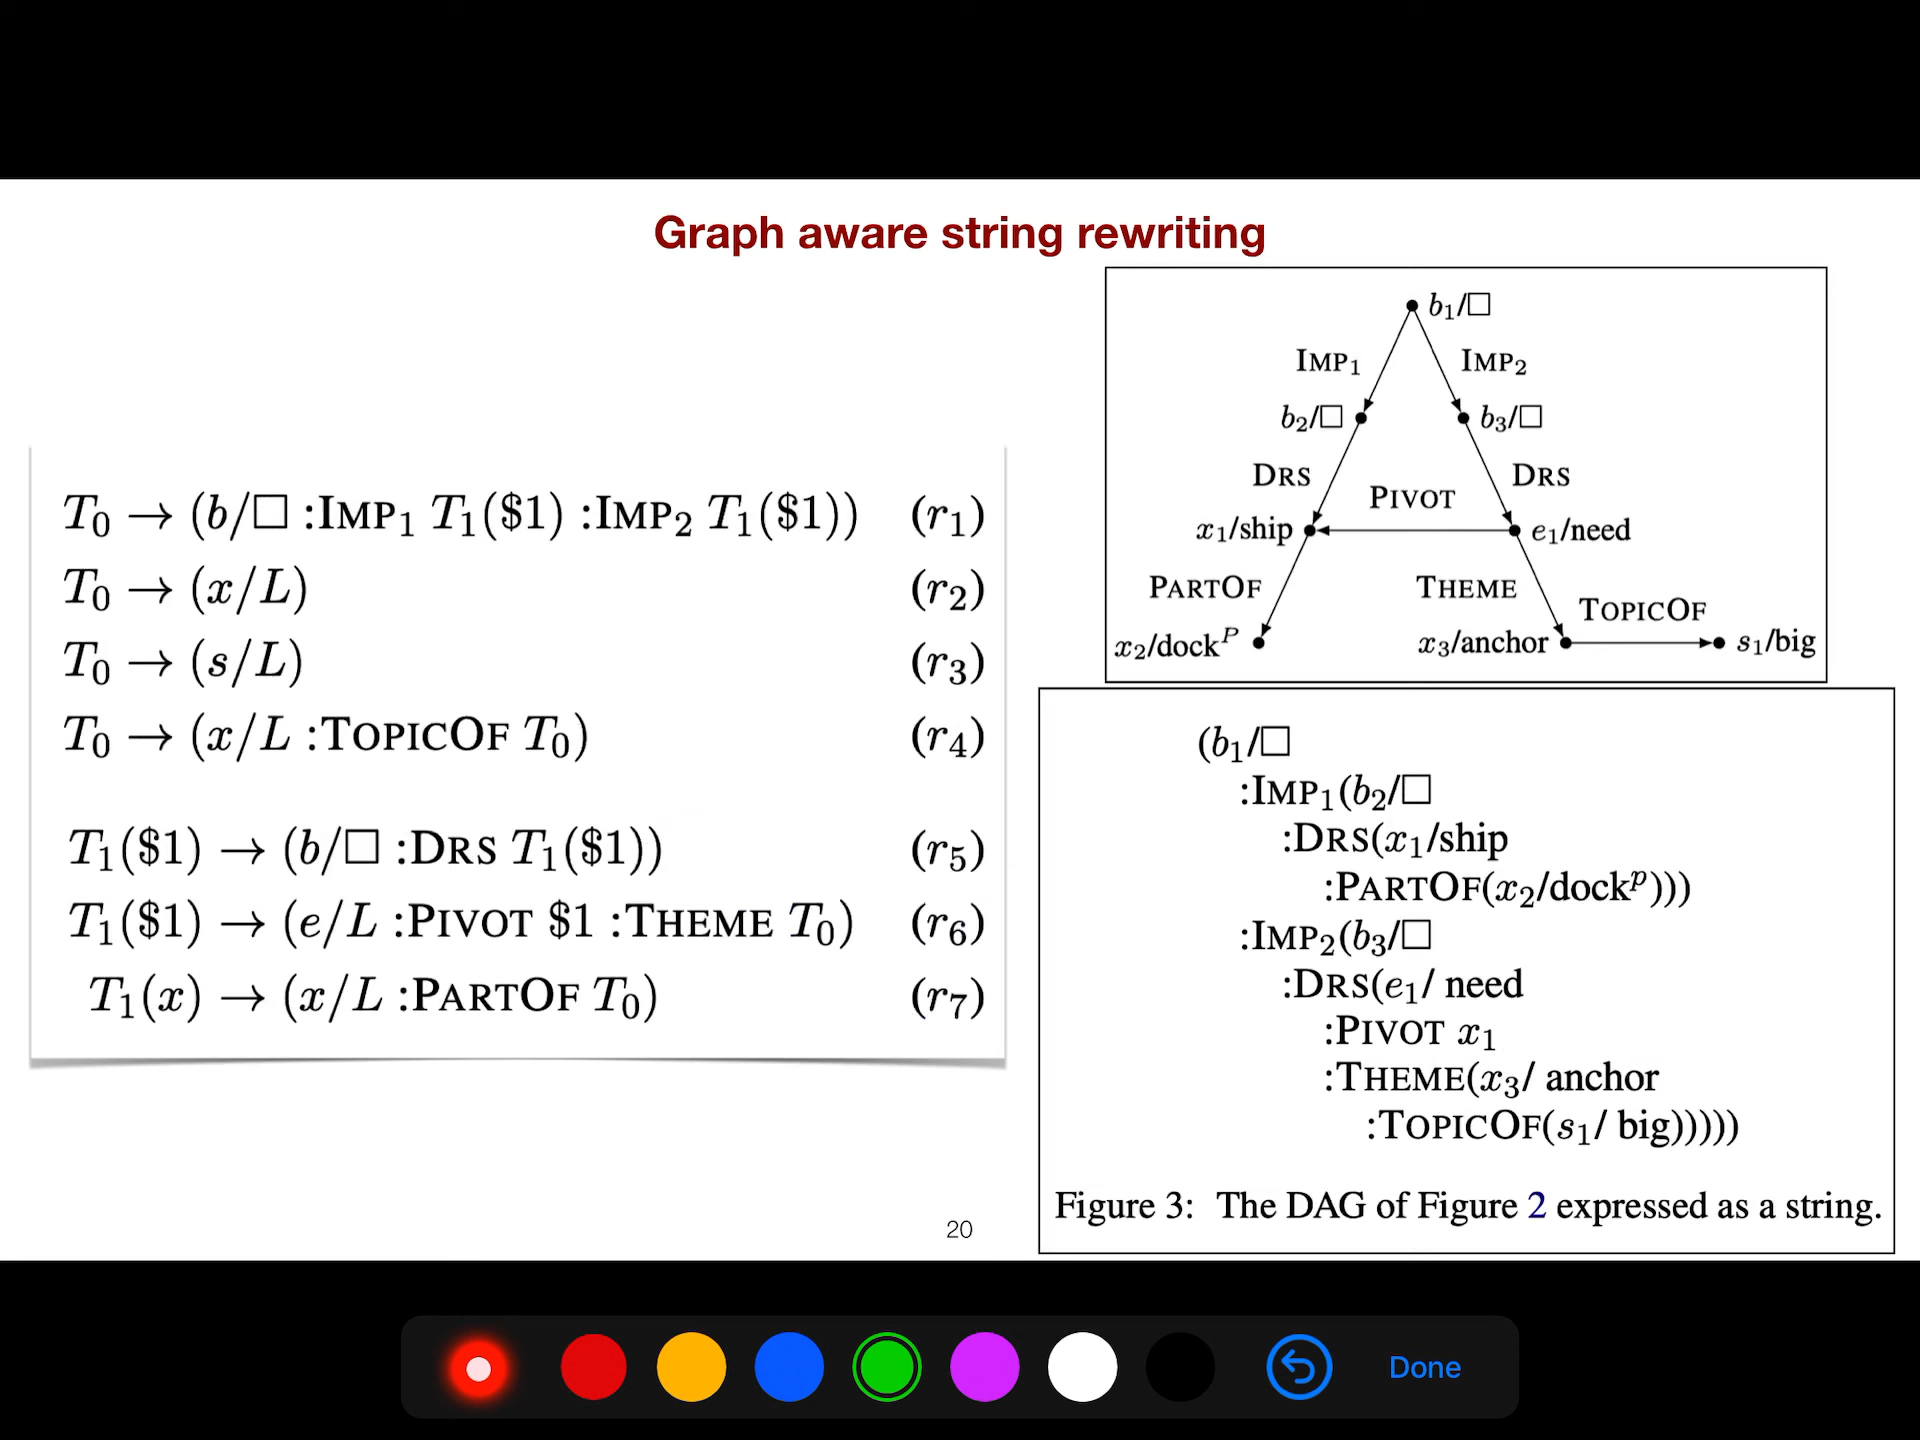 Graph aware string rewriting
T₀ → (b/□ :IMP₁ T₁($1) :IMP₂ T₁($1)) (r₁)
T₀ → (x/L) (r₂)
T₀ → (s/L) (r₃)
T₀ → (x/L :TOPICOF T₀) (r₄)
T₁($1) → (b/□ :DRS T₁($1)) (r₅)
T₁($1) → (e/L :PIVOT $1 :THEME T₀) (r₆)
T₁(x) → (x/L :PARTOF T₀) (r₇)
b₁/□
IMP₁ IMP₂
b₂/□ b₃/□
DRS DRS
PIVOT
x₁/ship e₁/need
PARTOF THEME
TOPICOF
x₂/dockᴾ x₃/anchor s₁/big
(b₁/□
:IMP₁(b₂/□
:DRS(x₁/ship
:PARTOF(x₂/dockᵖ)))
:IMP₂(b₃/□
:DRS(e₁/ need
:PIVOT x₁
:THEME(x₃/ anchor
:TOPICOF(s₁/ big)))))
Figure 3: The DAG of Figure 2 expressed as a string.
20
Done